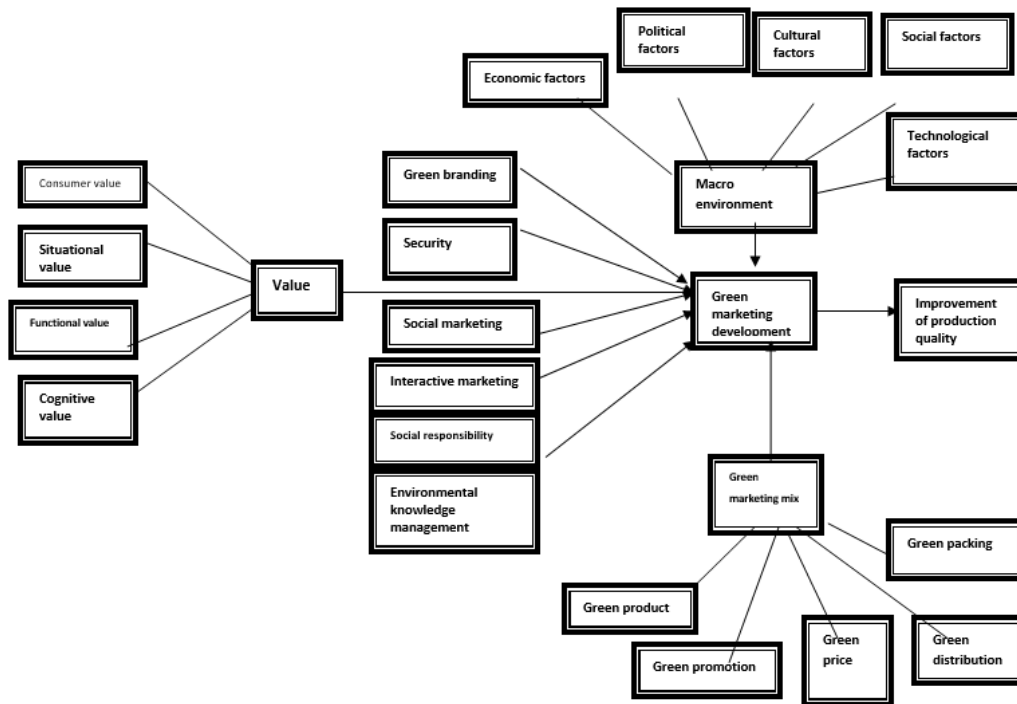 Political
factors
Cultural
factors
Social factors
Economic factors
Technological
factors
Consumer value
Green branding
Macro
environment
Situational
value
Security
Value
Green
marketing
development
Improvement
of production
quality
Functional value
Social marketing
Cognitive
value
Interactive marketing
Social responsibility
Environmental
knowledge
management
Green
marketing mix
Green packing
Green product
Green promotion
Green
price
Green
distribution